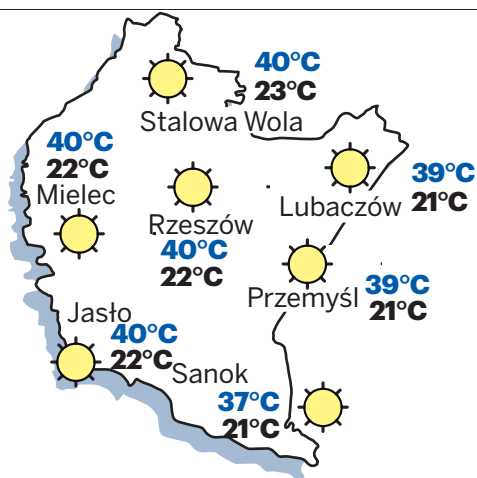 40°C
23°C
Stalowa Wola
40°C
22°C
Mielec
39°C
21°C
Lubaczów
Rzeszów
40°C
22°C
39°C
21°C
Przemyśl
Jasło
40°C
22°C
Sanok
37°C
21°C